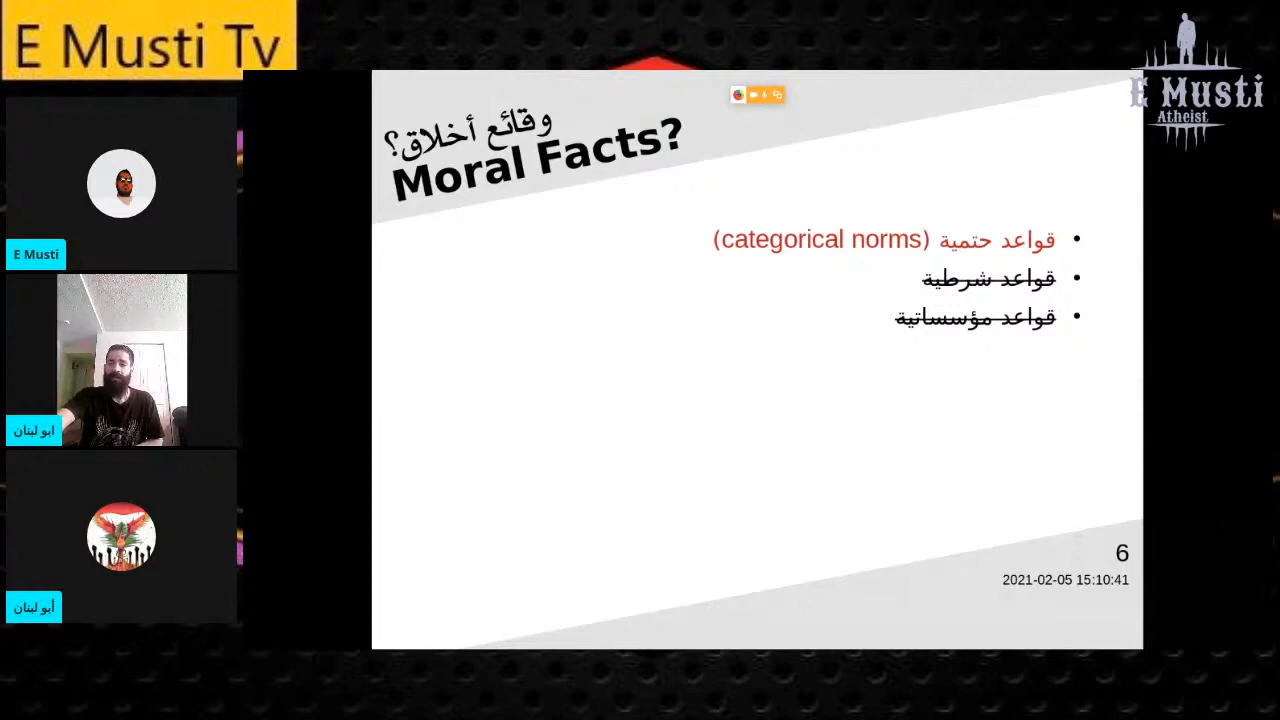 E Musti Tv
E Musti
Atheist
E Musti
ابو لبنان
أبو لبنان
وقائع أخلاق؟
Moral Facts?
قواعد حتمية (categorical norms)
قواعد شرطية
قواعد مؤسساتية
6
2021-02-05 15:10:41